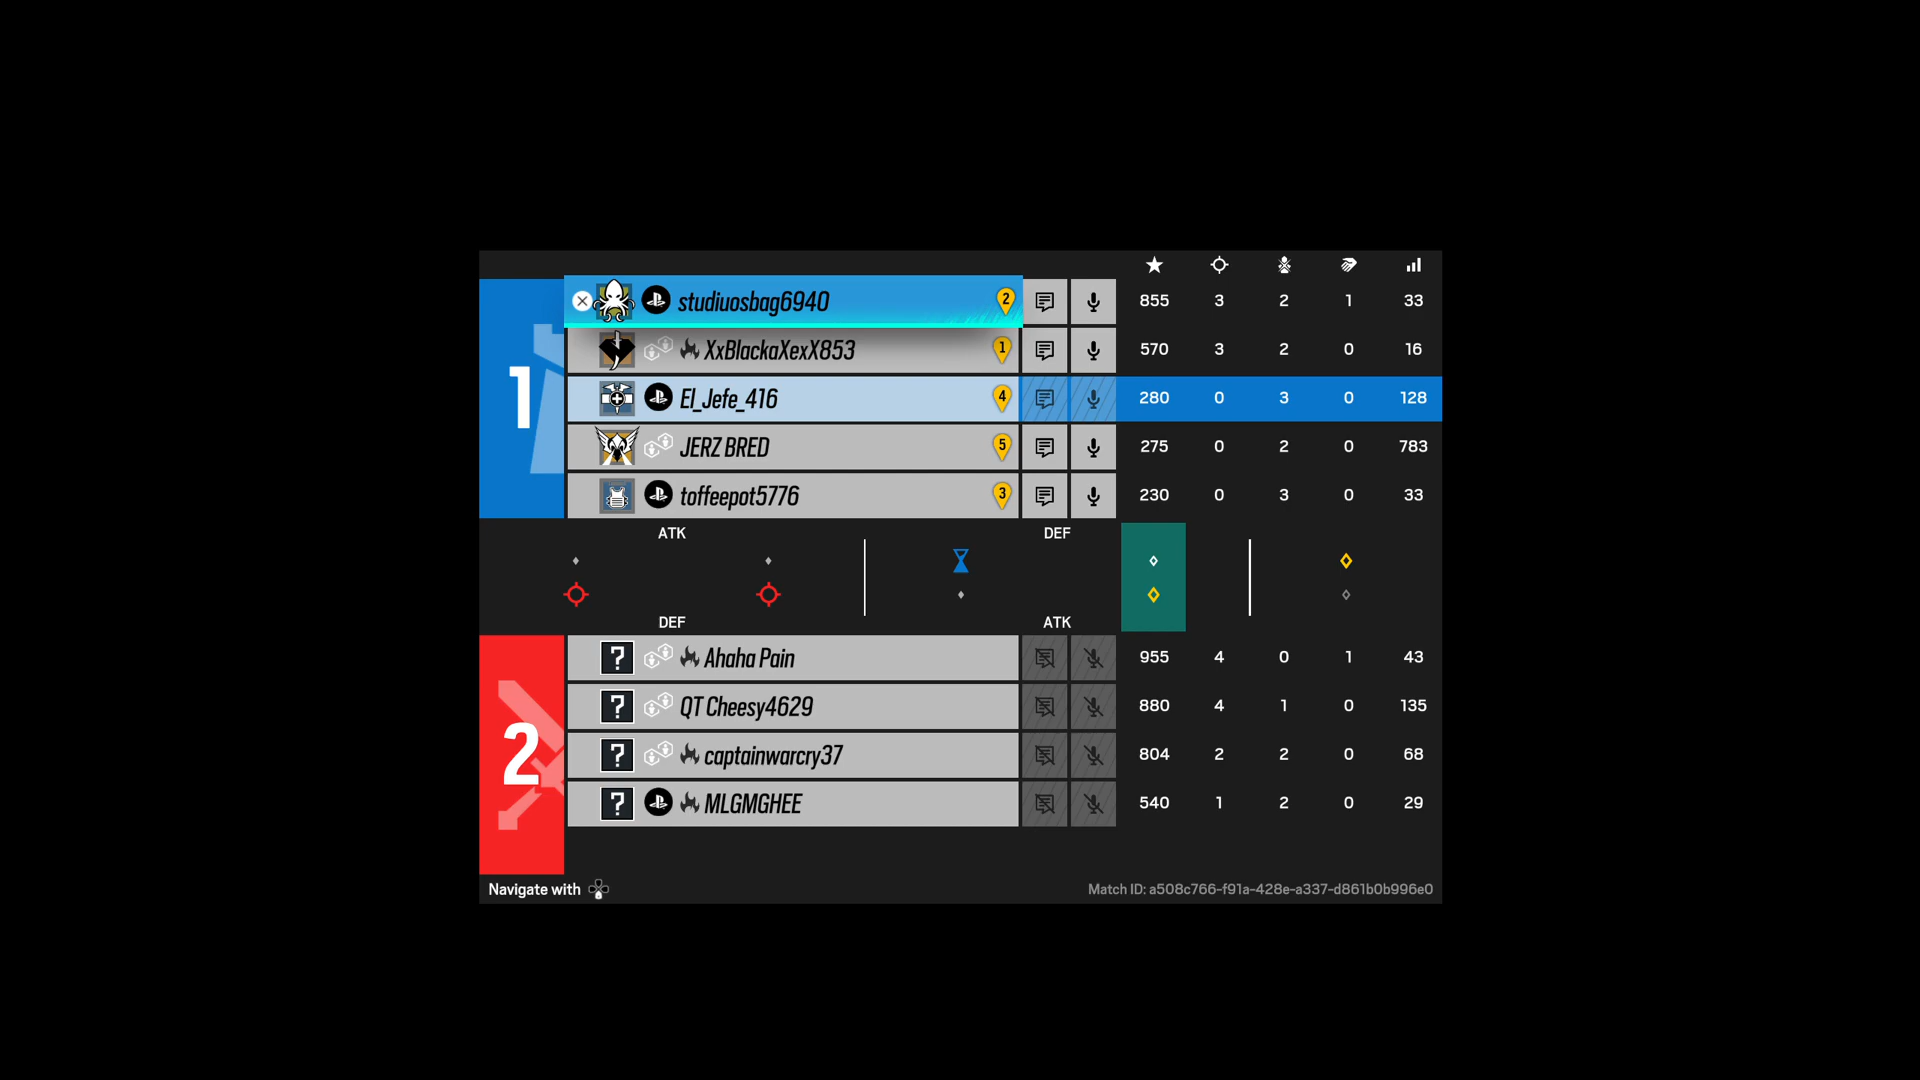 1
studiuosbag6940 2 855 3 2 1 33
XxBlackaXexX853 1 570 3 2 0 16
El_Jefe_416 4 280 0 3 0 128
JERZ BRED 5 275 0 2 0 783
toffeepot5776 3 230 0 3 0 33
ATK DEF
DEF ATK
2
? Ahaha Pain 955 4 0 1 43
? QT Cheesy4629 880 4 1 0 135
? captainwarcry37 804 2 2 0 68
? MLGMGHEE 540 1 2 0 29
Navigate with Match ID: a508c766-f91a-428e-a337-d861b0b996e0